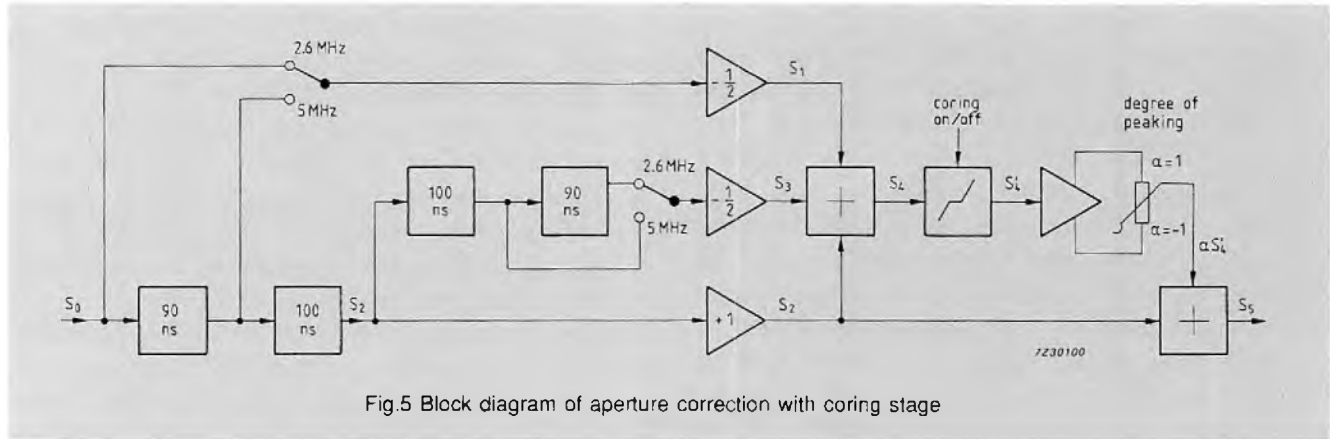 2.6 MHz
5 MHz
- 1/2
S1
coring
on/off
degree of
peaking
α=1
100
ns
90
ns
2.6 MHz
5 MHz
- 1/2
S3
+
S4
S'4
α=-1
αS'4
S0
90
ns
100
ns
S2
+1
S2
+
S5
7Z30100
Fig.5 Block diagram of aperture correction with coring stage